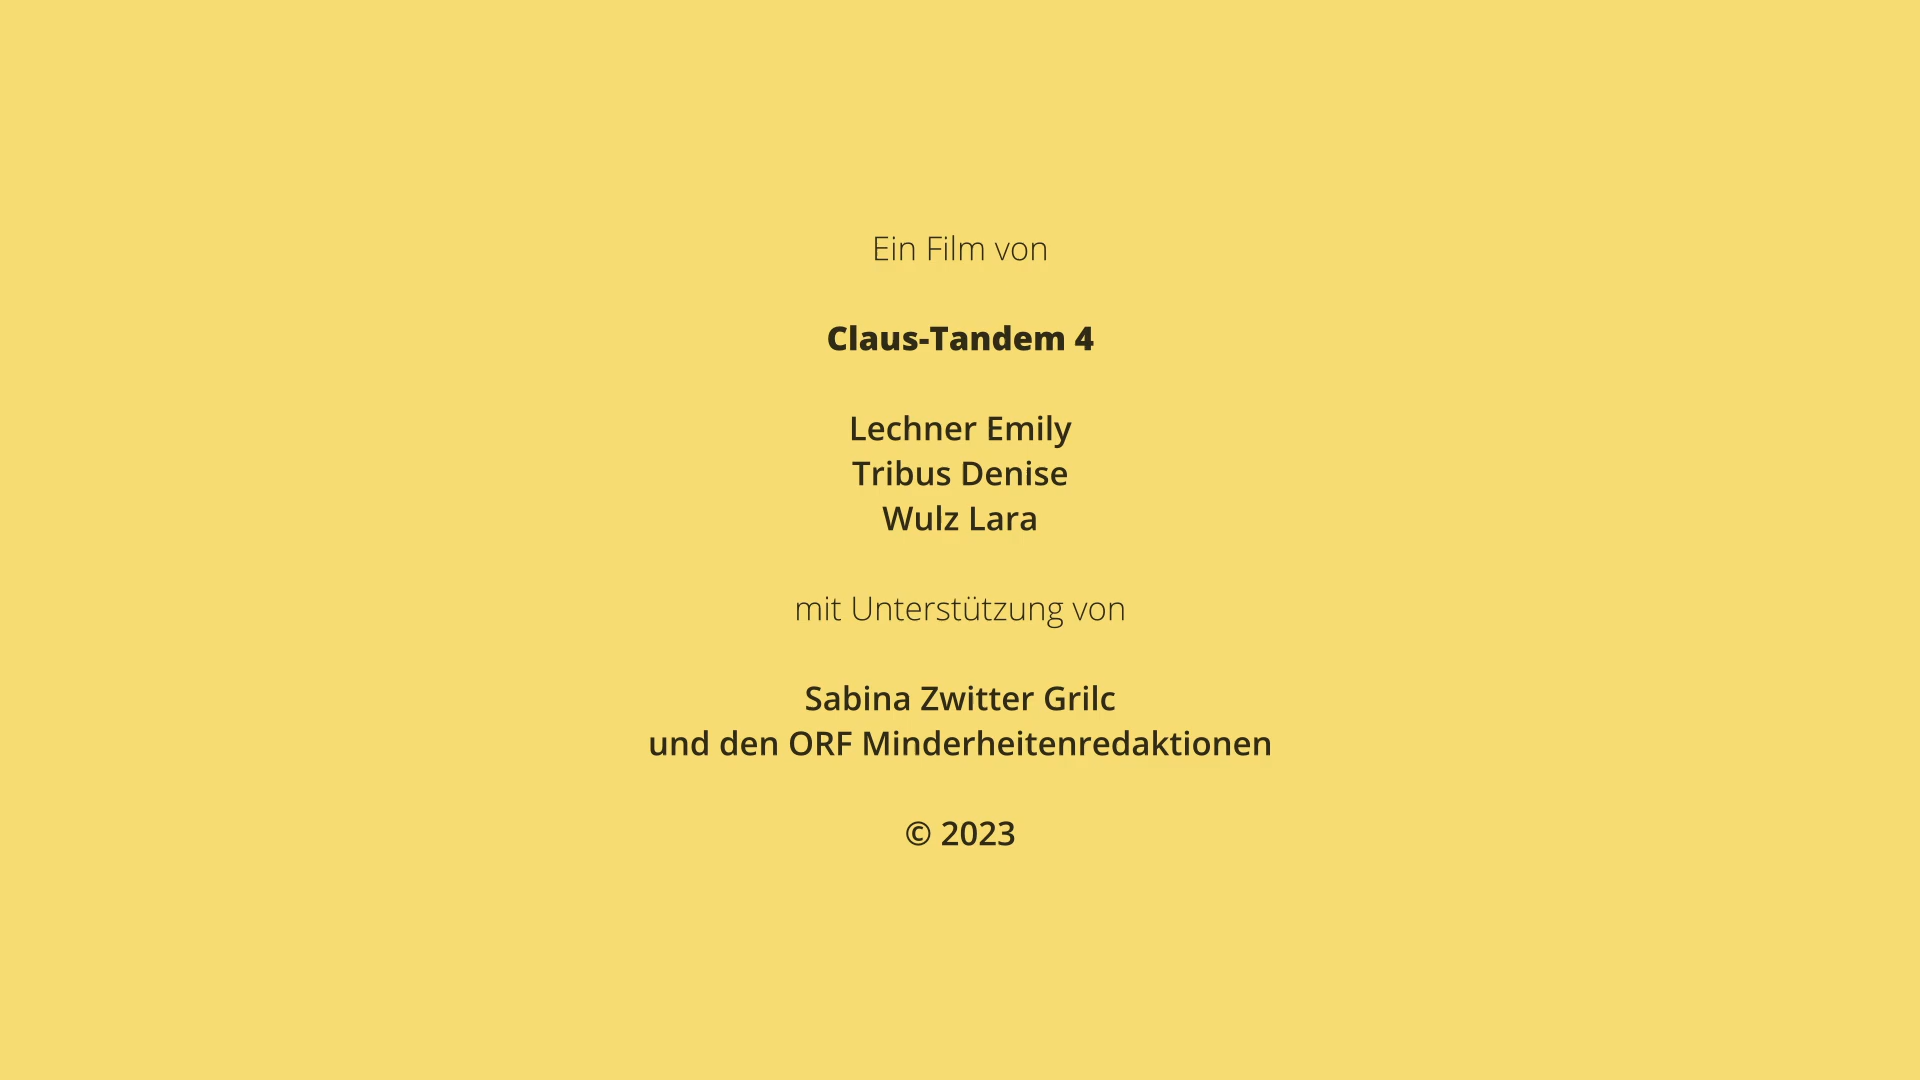 Ein Film von
Claus-Tandem 4
Lechner Emily
Tribus Denise
Wulz Lara
mit Unterstützung von
Sabina Zwitter Grilc
und den ORF Minderheitenredaktionen
© 2023